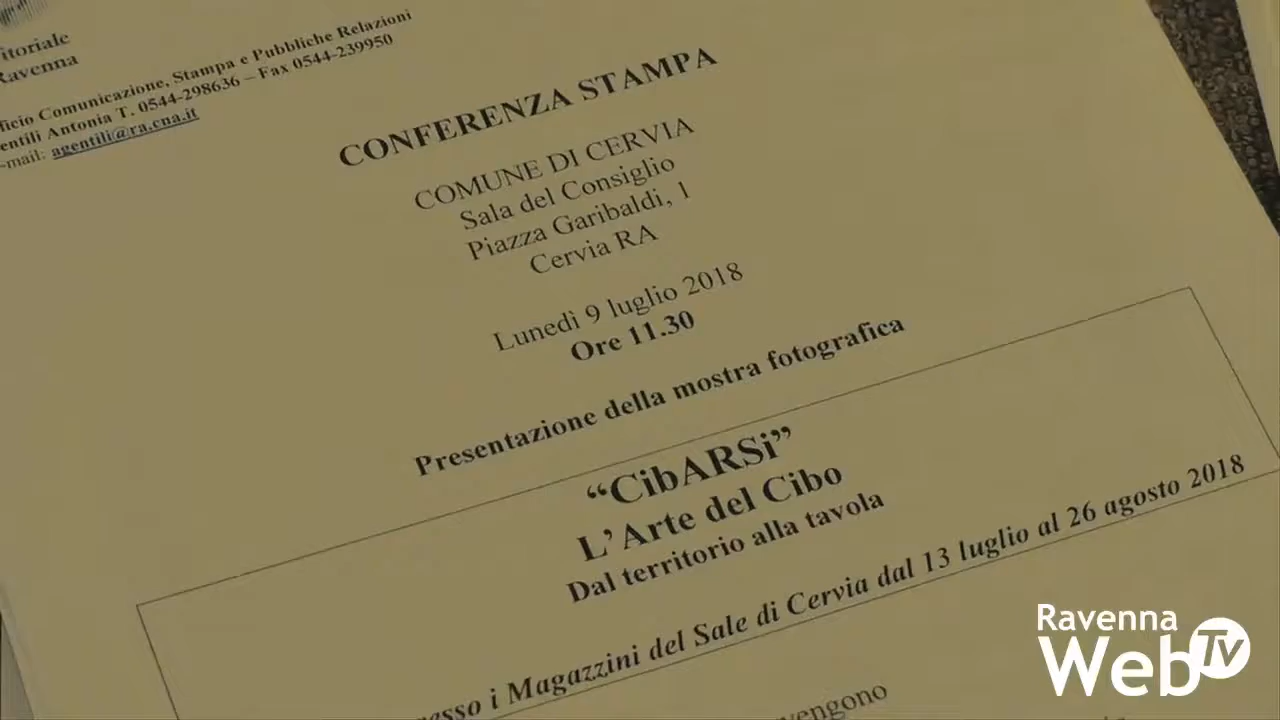 itoriale
Ravenna
ficio Comunicazione, Stampa e Pubbliche Relazioni
entili Antonia T. 0544-298636 – Fax 0544-239950
-mail: agentili@ra.cna.it
CONFERENZA STAMPA
COMUNE DI CERVIA
Sala del Consiglio
Piazza Garibaldi, 1
Cervia RA
Lunedì 9 luglio 2018
Ore 11.30
Presentazione della mostra fotografica
“CibARSi”
L’Arte del Cibo
Dal territorio alla tavola
esso i Magazzini del Sale di Cervia dal 13 luglio al 26 agosto 2018
vengono
Ravenna
WebTv